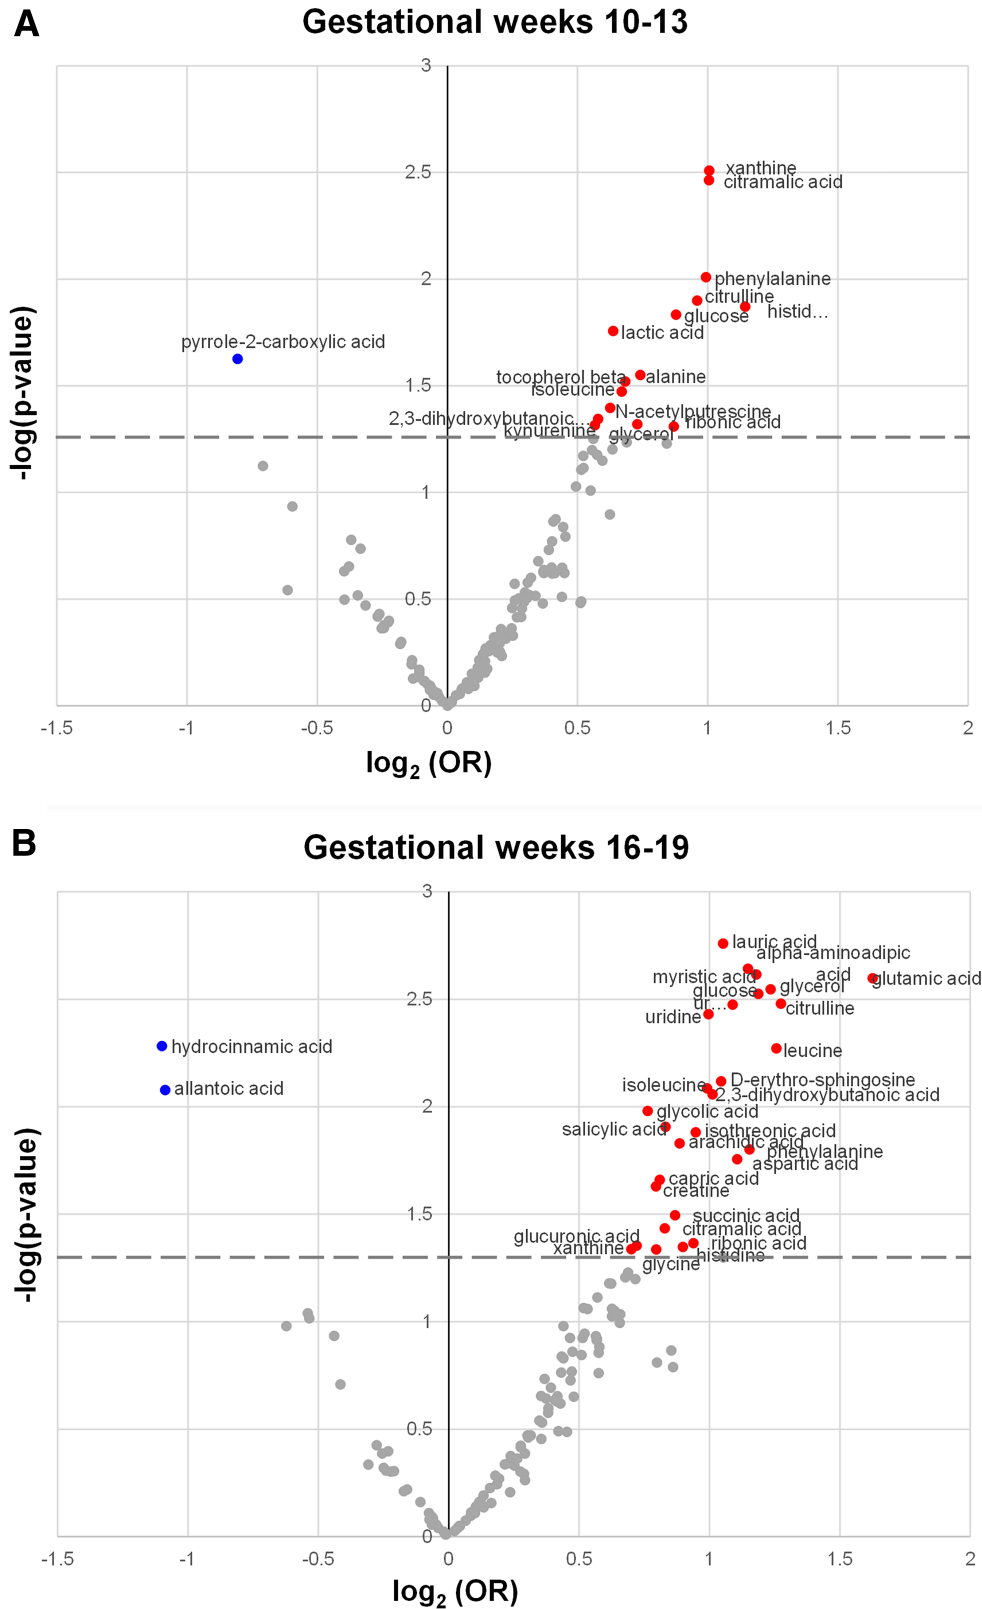 A
Gestational weeks 10-13
3
2.5
xanthine
citramalic acid
2
phenylalanine
citrulline
histid...
glucose
lactic acid
pyrrole-2-carboxylic acid
1.5
tocopherol beta
alanine
isoleucine
N-acetylputrescine
2,3-dihydroxybutanoic...
ribonic acid
kynurenine
glycerol
1
0.5
0
-1.5 -1 -0.5 0 0.5 1 1.5 2
-log(p-value)
log2 (OR)
B
Gestational weeks 16-19
3
lauric acid
alpha-aminoadipic
acid
myristic acid
glutamic acid
glycerol
glucose
2.5
ur...
citrulline
uridine
hydrocinnamic acid
leucine
allantoic acid
D-erythro-sphingosine
isoleucine
2,3-dihydroxybutanoic acid
2
glycolic acid
salicylic acid
isothreonic acid
arachidic acid
phenylalanine
aspartic acid
capric acid
creatine
1.5
succinic acid
citramalic acid
glucuronic acid
ribonic acid
xanthine
histidine
glycine
1
0.5
0
-1.5 -1 -0.5 0 0.5 1 1.5 2
-log(p-value)
log2 (OR)